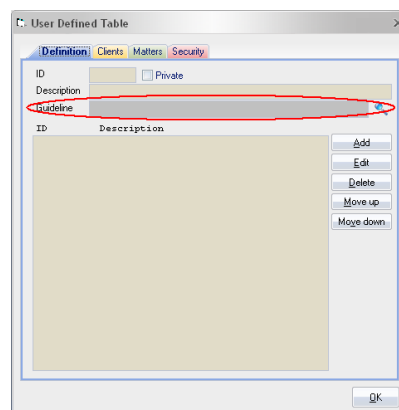 User Defined Table
Definition Clients Matters Security
ID Private
Description
Guideline
ID Description
Add
Edit
Delete
Move up
Move down
OK